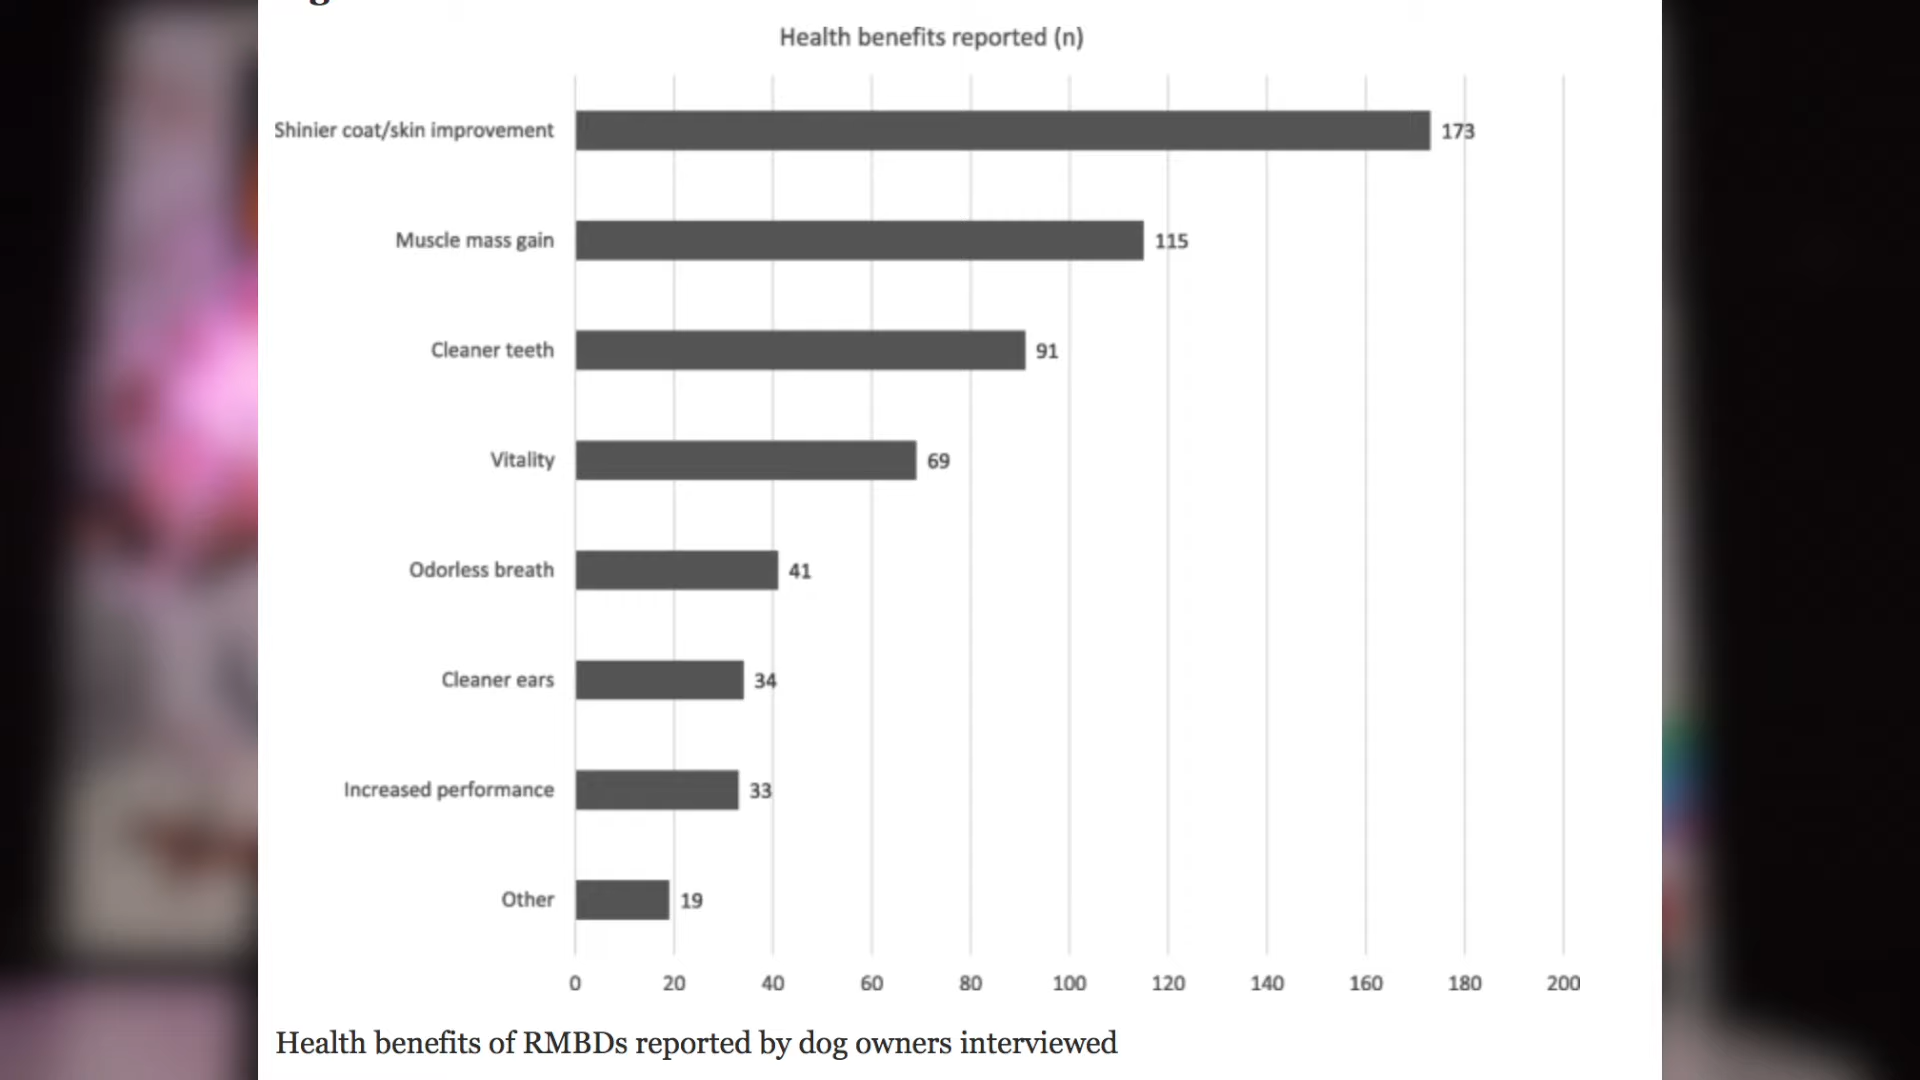 Health benefits reported (n)
Shinier coat/skin improvement 173
Muscle mass gain 115
Cleaner teeth 91
Vitality 69
Odorless breath 41
Cleaner ears 34
Increased performance 33
Other 19
0 20 40 60 80 100 120 140 160 180 200
Health benefits of RMBDs reported by dog owners interviewed